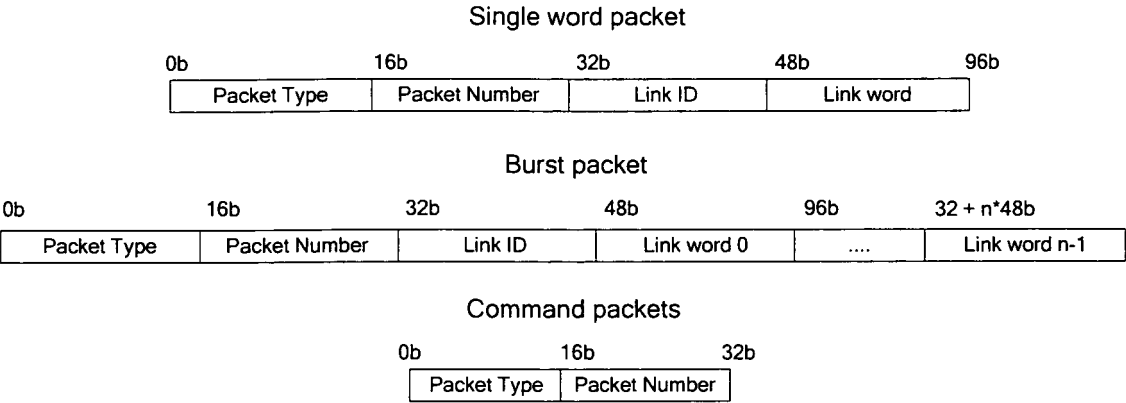 Single word packet
0b 16b 32b 48b 96b
Packet Type Packet Number Link ID Link word
Burst packet
0b 16b 32b 48b 96b 32 + n*48b
Packet Type Packet Number Link ID Link word 0 .... Link word n-1
Command packets
0b 16b 32b
Packet Type Packet Number